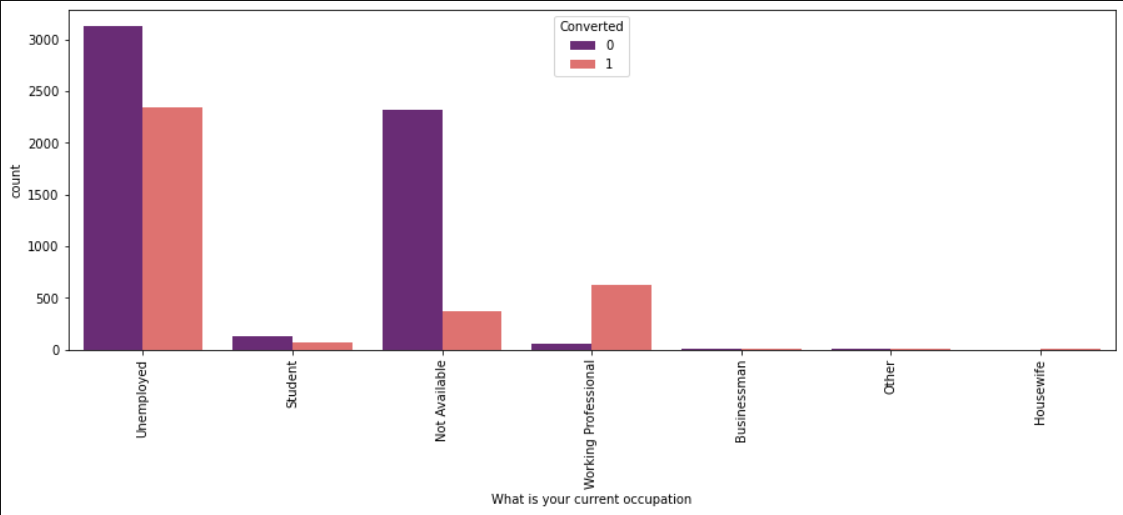 Converted
0
1
3000
2500
2000
1500
1000
500
0
count
Unemployed
Student
Not Available
Working Professional
Businessman
Other
Housewife
What is your current occupation